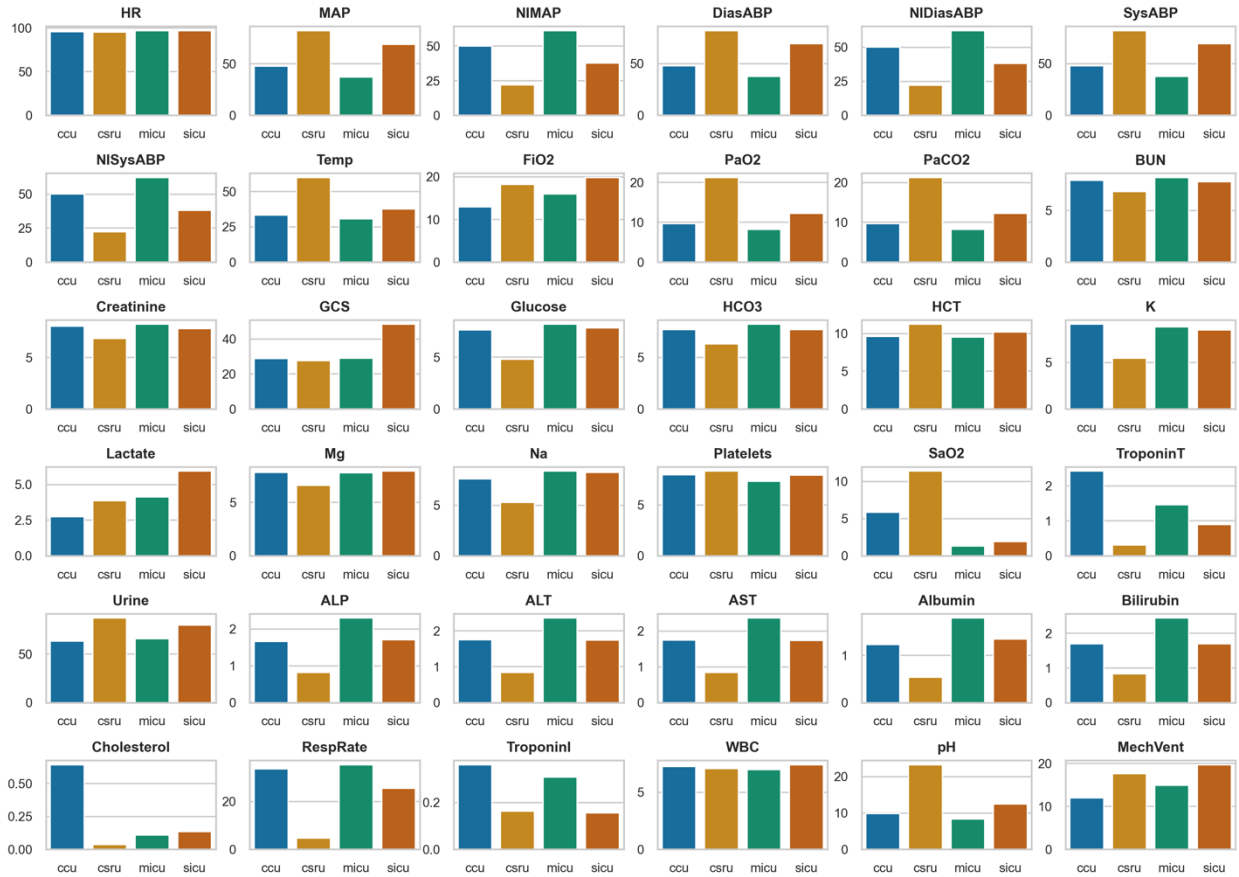 HR MAP NIMAP DiasABP NIDiasABP SysABP
100 50 0 50 0 50 25 0 50 0 50 25 0 50 0
ccu csru micu sicu ccu csru micu sicu ccu csru micu sicu ccu csru micu sicu ccu csru micu sicu ccu csru micu sicu
NISysABP Temp FiO2 PaO2 PaCO2 BUN
50 25 0 50 25 0 20 10 0 20 10 0 20 10 0 5 0
ccu csru micu sicu ccu csru micu sicu ccu csru micu sicu ccu csru micu sicu ccu csru micu sicu ccu csru micu sicu
Creatinine GCS Glucose HCO3 HCT K
5 0 40 20 0 5 0 5 0 10 5 0 5 0
ccu csru micu sicu ccu csru micu sicu ccu csru micu sicu ccu csru micu sicu ccu csru micu sicu ccu csru micu sicu
Lactate Mg Na Platelets SaO2 TroponinT
5.0 2.5 0.0 5 0 5 0 5 0 10 5 0 2 1 0
ccu csru micu sicu ccu csru micu sicu ccu csru micu sicu ccu csru micu sicu ccu csru micu sicu ccu csru micu sicu
Urine ALP ALT AST Albumin Bilirubin
50 0 2 1 0 2 1 0 2 1 0 1 0 2 1 0
ccu csru micu sicu ccu csru micu sicu ccu csru micu sicu ccu csru micu sicu ccu csru micu sicu ccu csru micu sicu
Cholesterol RespRate TroponinI WBC pH MechVent
0.50 0.25 0.00 20 0 0.2 0.0 5 0 20 10 0 20 10 0
ccu csru micu sicu ccu csru micu sicu ccu csru micu sicu ccu csru micu sicu ccu csru micu sicu ccu csru micu sicu